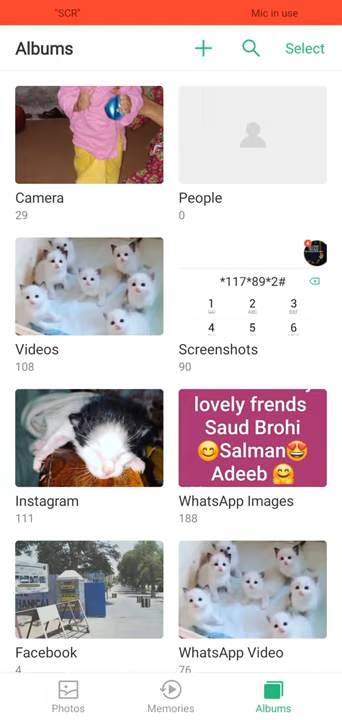 "SCR" Mic in use
Albums + Select
Camera People
29 0
*117*89*2#
1 2 3
ABC DEF
4 5 6
Videos Screenshots
108 90
lovely frends
Saud Brohi
😊Salman😍
Adeeb 🤗
Instagram WhatsApp Images
111 188
Facebook WhatsApp Video
4 76
Photos Memories Albums